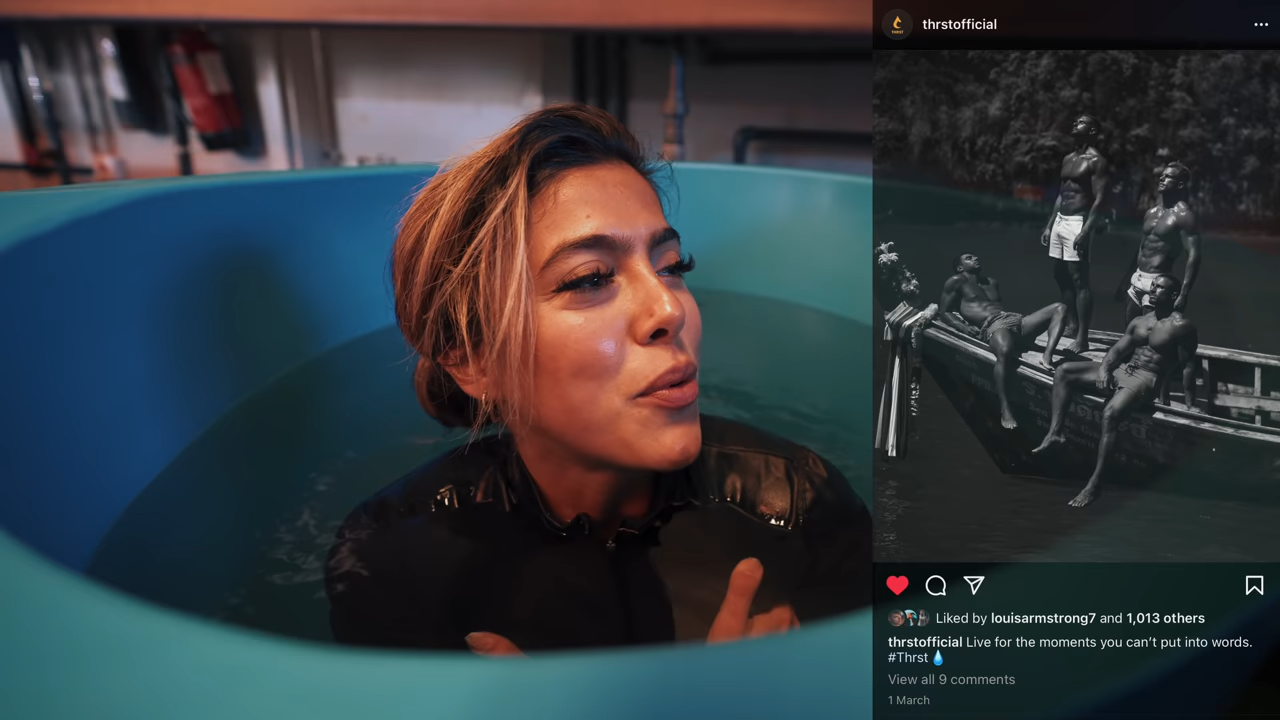 THRST
thrstofficial
Liked by louisarmstrong7 and 1,013 others
thrstofficial Live for the moments you can't put into words.
#Thrst💧
View all 9 comments
1 March